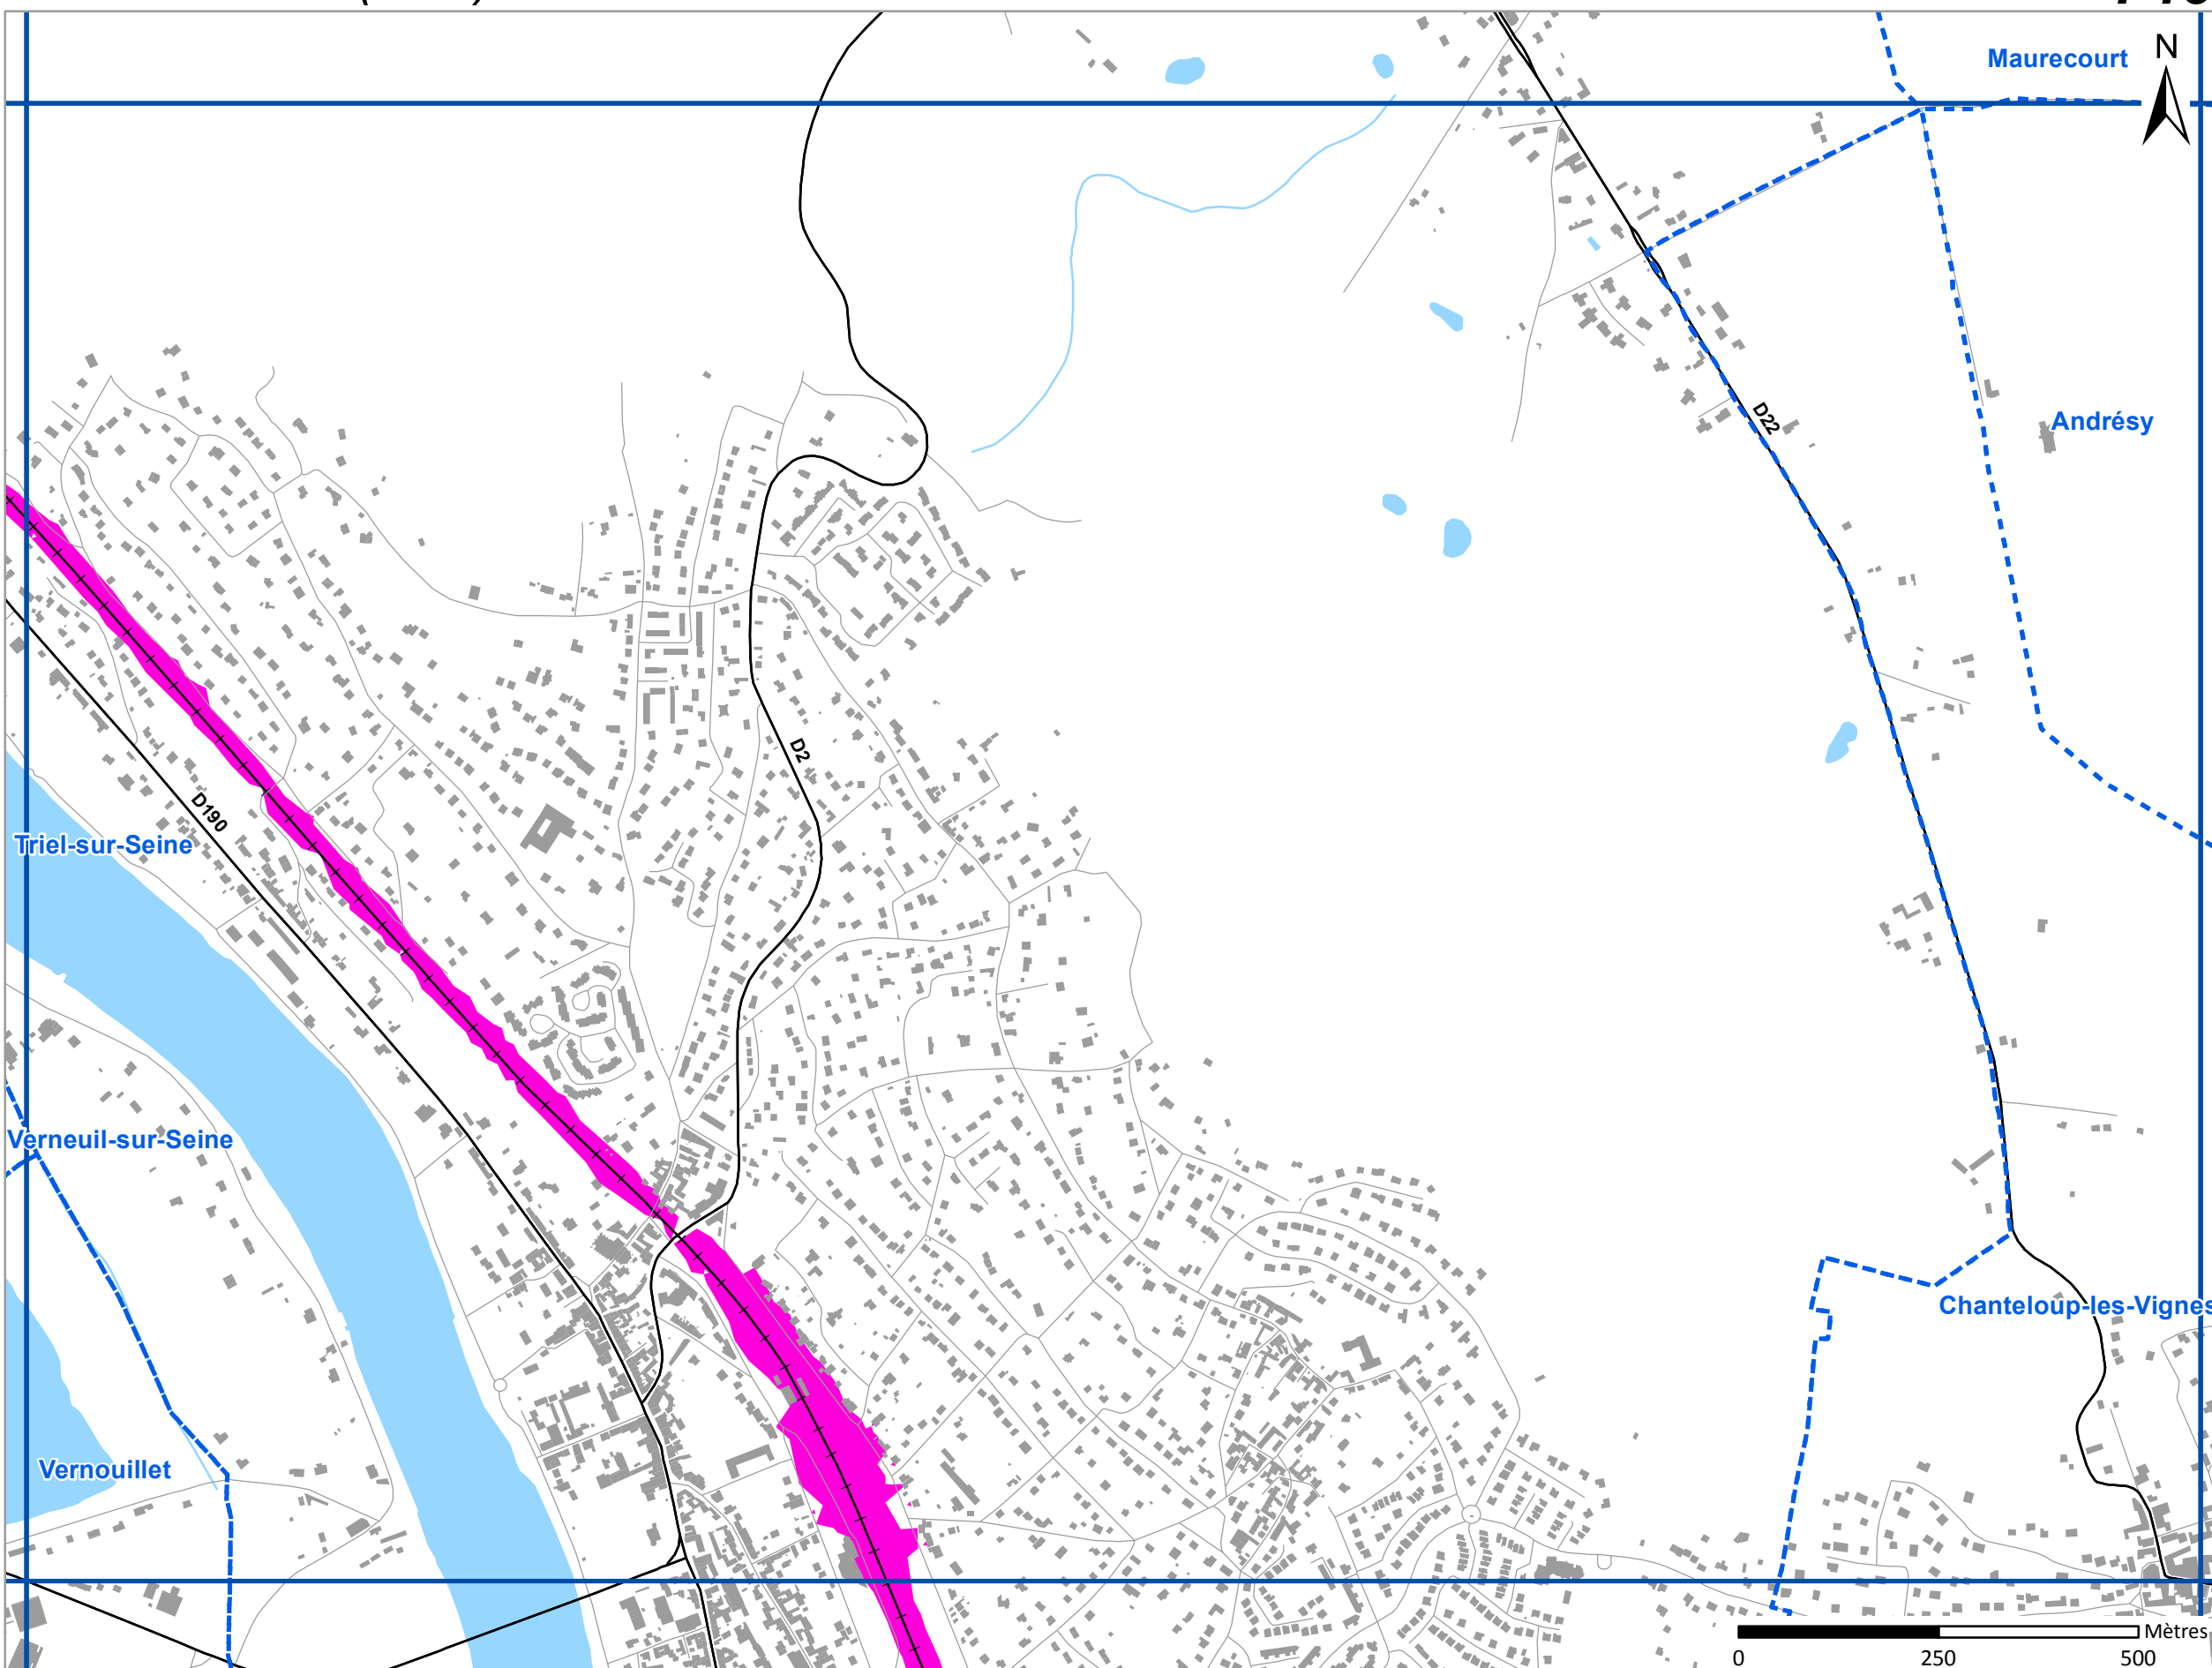 Maurecourt
N
Andrésy
D22
D2
D190
Triel-sur-Seine
Verneuil-sur-Seine
Chanteloup-les-Vignes
Vernouillet
Mètres
0 250 500